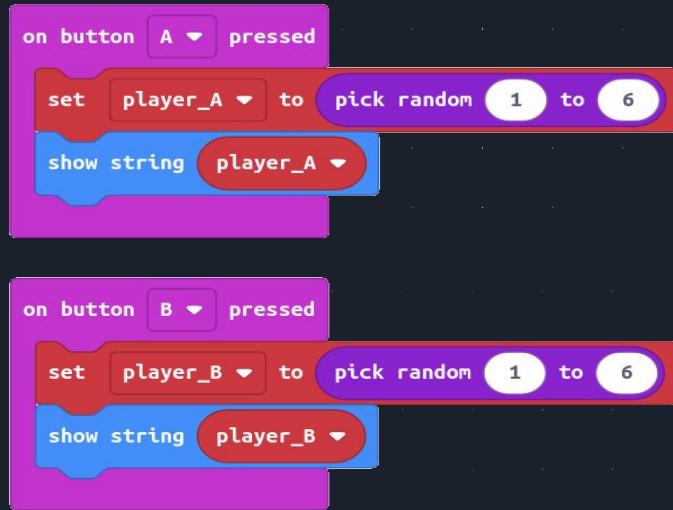 on button A pressed
set player_A to pick random 1 to 6
show string player_A
on button B pressed
set player_B to pick random 1 to 6
show string player_B